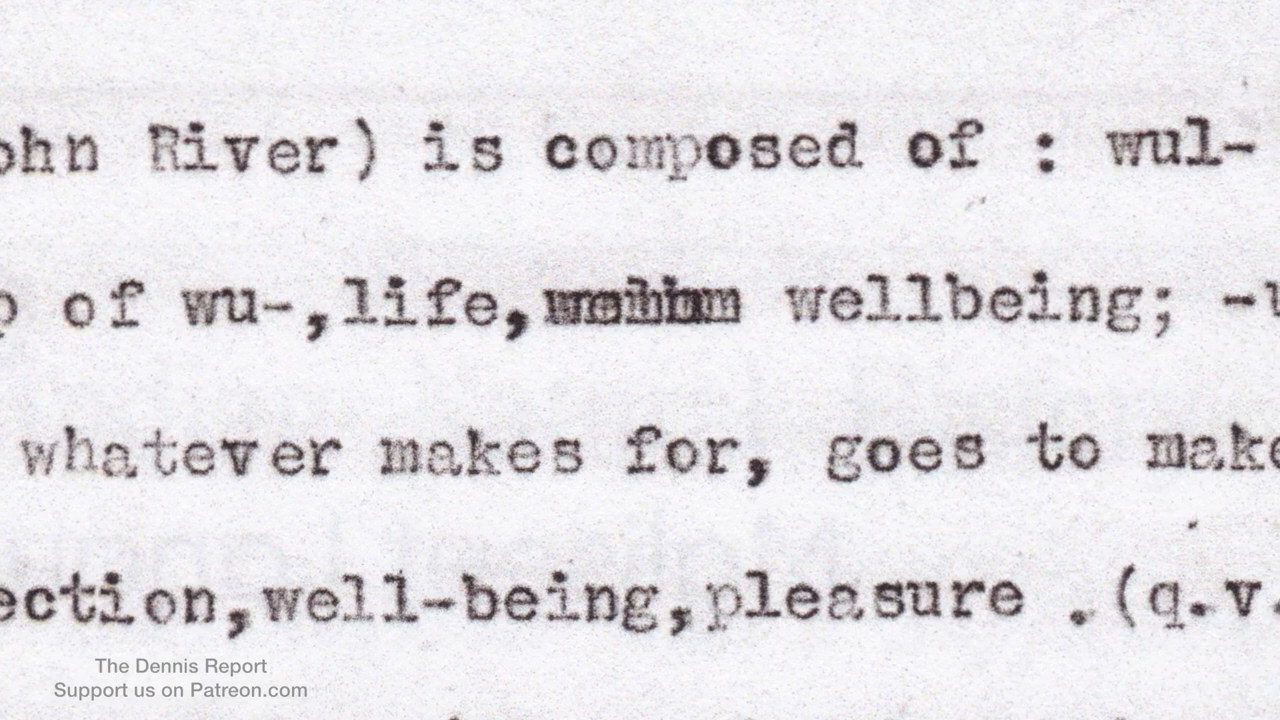 ohn River) is composed of : wul-
of wu-,life, wellbeing; -u
whatever makes for, goes to make
ection,well-being,pleasure .(q.v.
The Dennis Report
Support us on Patreon.com